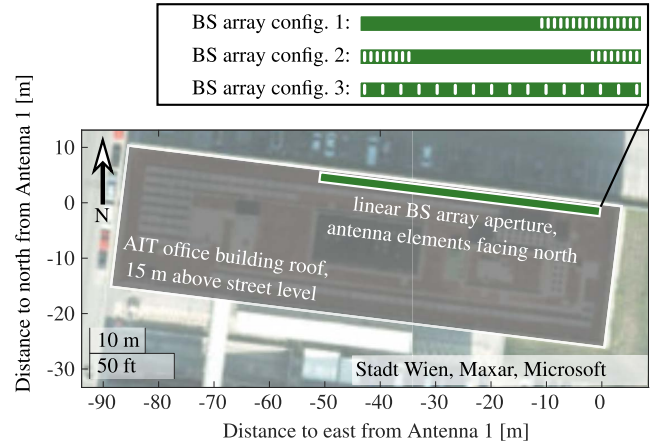 BS array config. 1:
BS array config. 2:
BS array config. 3:
Distance to north from Antenna 1 [m]
10
0
-10
-20
-30
N
linear BS array aperture,
antenna elements facing north
AIT office building roof,
15 m above street level
10 m
50 ft
Stadt Wien, Maxar, Microsoft
-90 -80 -70 -60 -50 -40 -30 -20 -10 0
Distance to east from Antenna 1 [m]